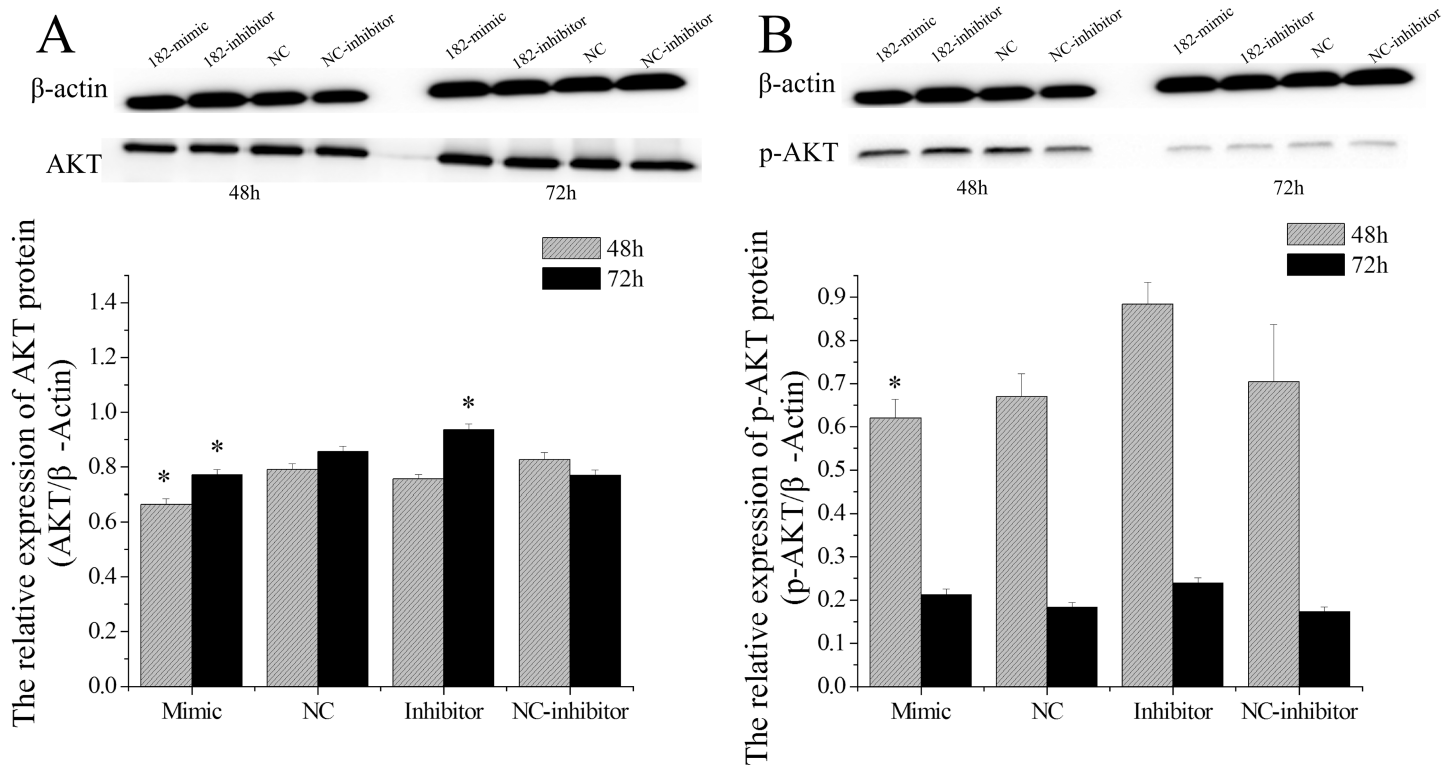 A
182-mimic 182-inhibitor NC NC-inhibitor 182-mimic 182-inhibitor NC NC-inhibitor
β-actin
AKT
48h 72h
48h
72h
The relative expression of AKT protein
(AKT/β -Actin)
1.4
1.2
1.0
0.8
0.6
0.4
0.2
0.0
* * *
Mimic NC Inhibitor NC-inhibitor
B
182-mimic 182-inhibitor NC NC-inhibitor 182-mimic 182-inhibitor NC NC-inhibitor
β-actin
p-AKT
48h 72h
48h
72h
The relative expression of p-AKT protein
(p-AKT/β -Actin)
0.9
0.8
0.7
0.6
0.5
0.4
0.3
0.2
0.1
0.0
*
Mimic NC Inhibitor NC-inhibitor